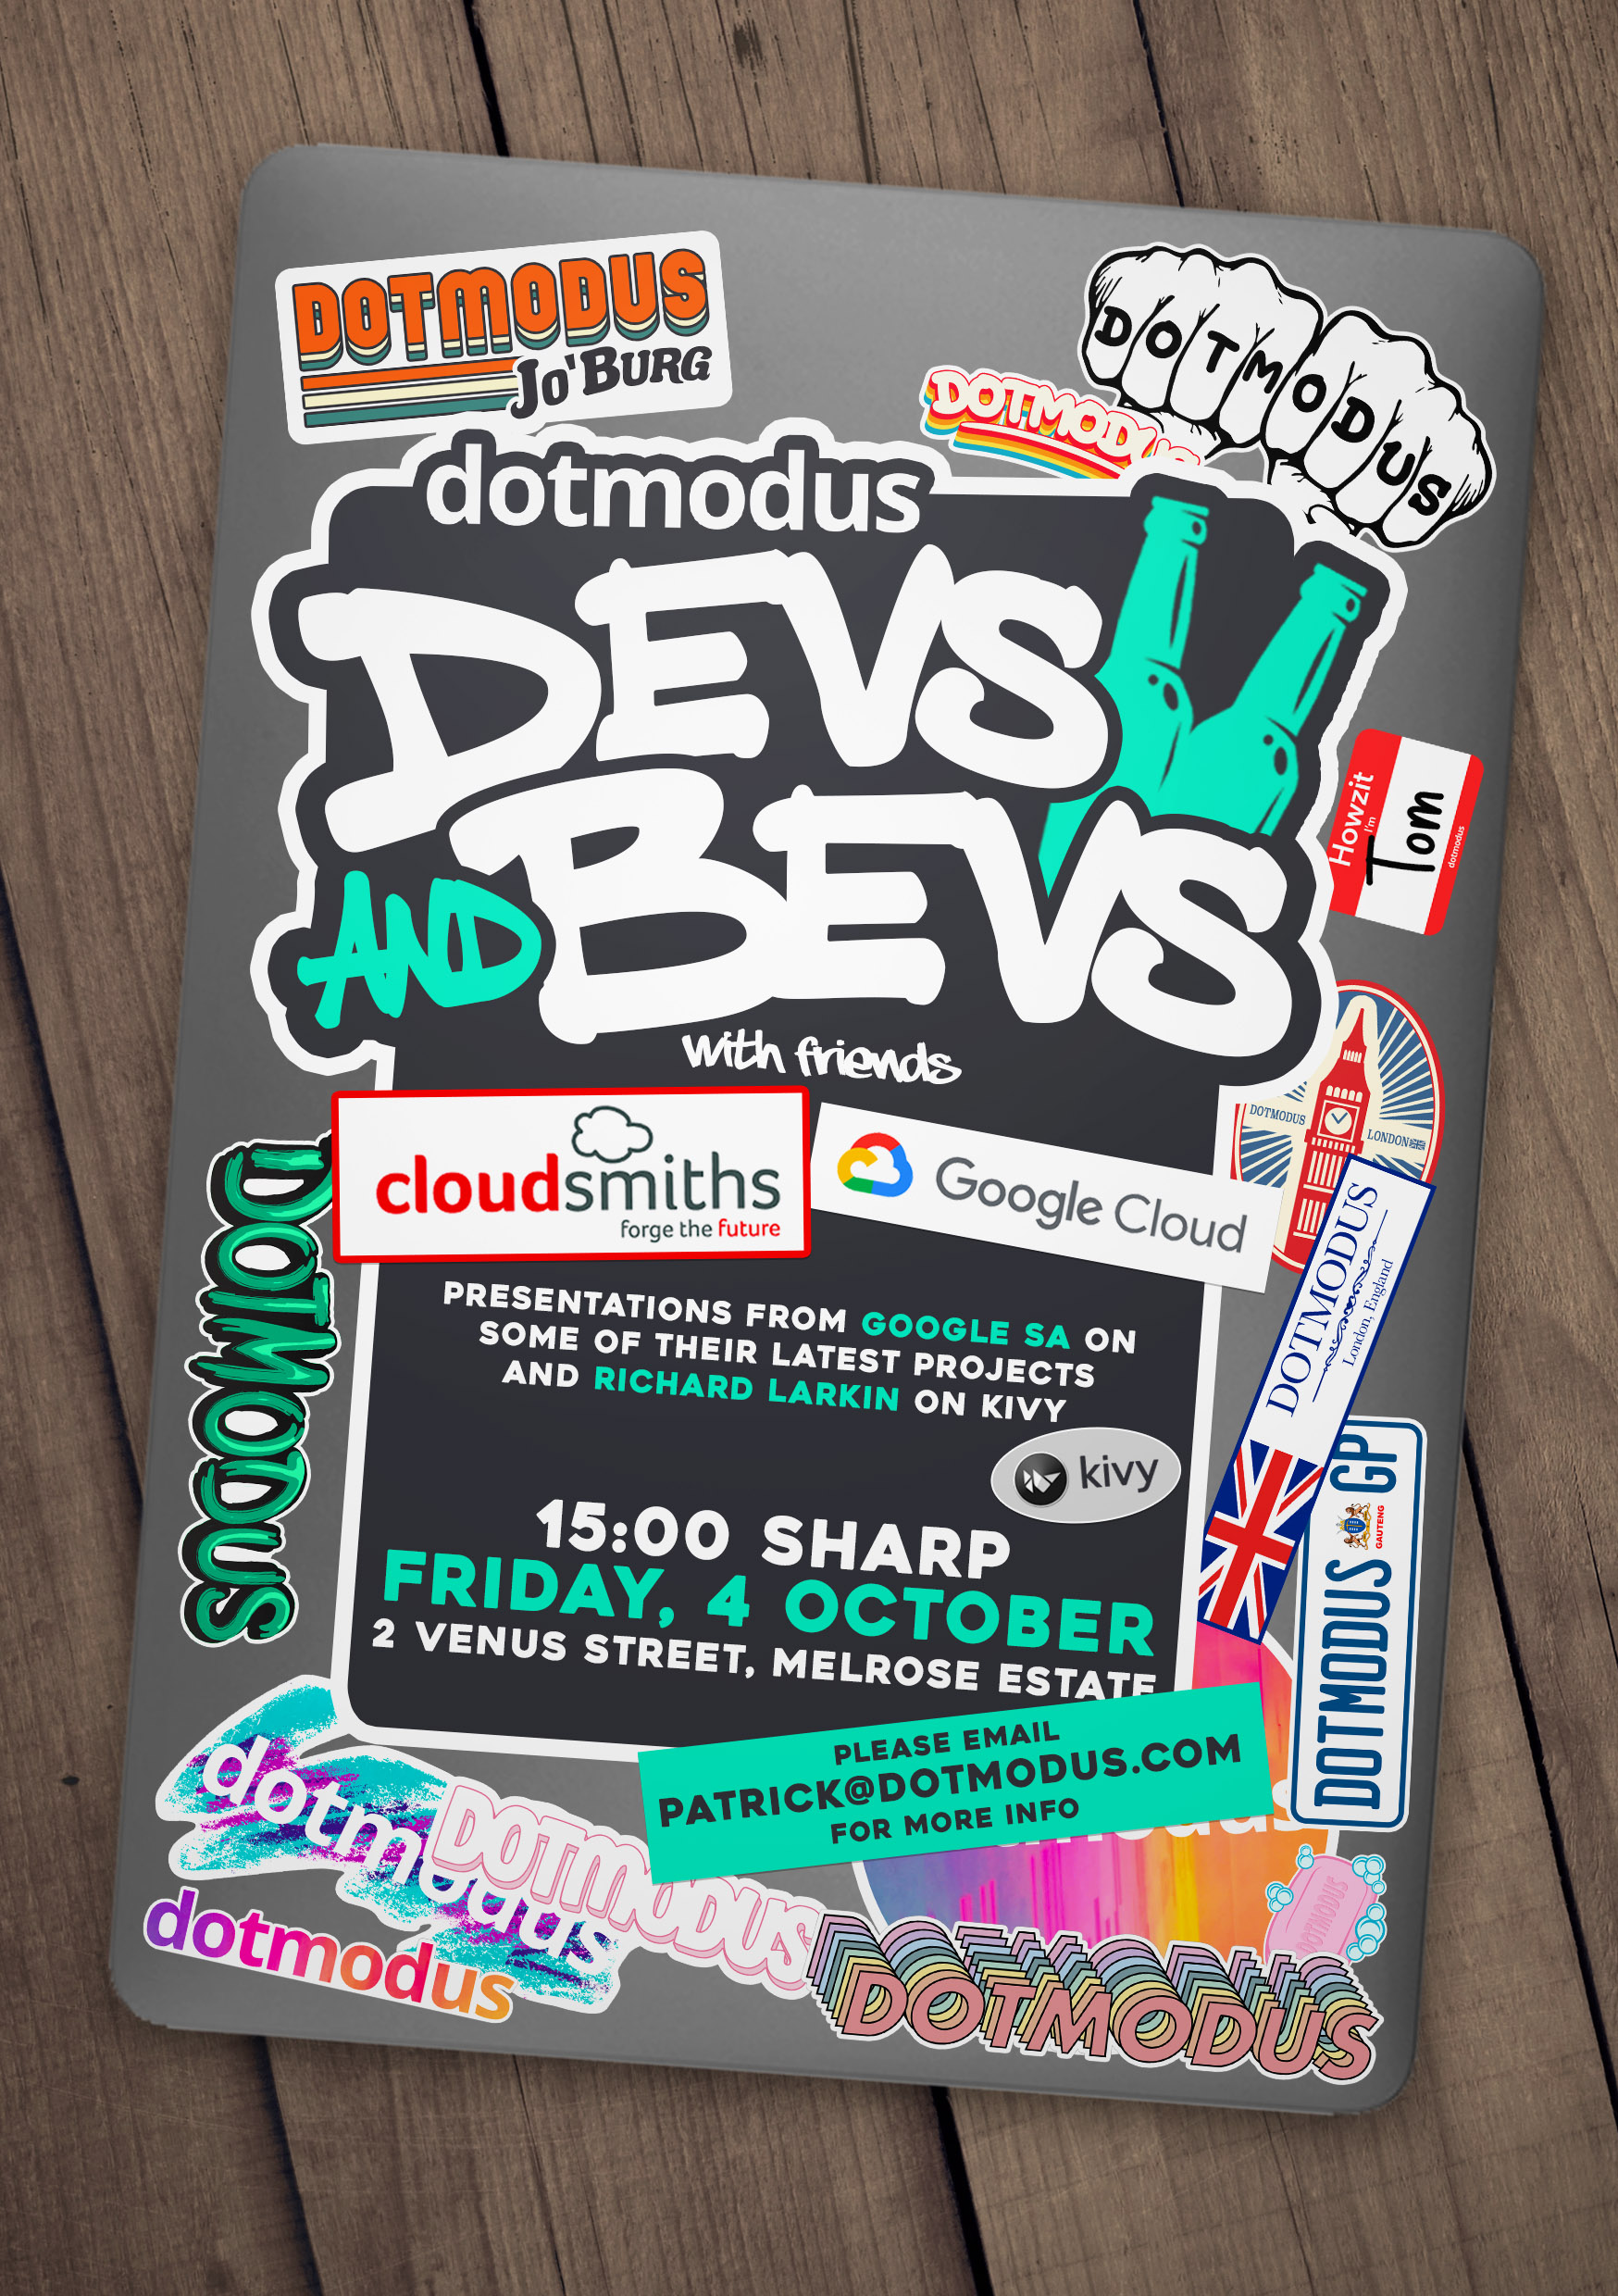 DOTMODUS
Jo'BURG
DOTMODUS
DOTMODUS
dotmodus
DEVS
AND BEVS
with friends
Howzit
I'm
Tom
dotmodus
DOTMODUS
LONDON
cloudsmiths
forge the future
Google Cloud
DOTMODUS
London, England
DOTMODUS
PRESENTATIONS FROM GOOGLE SA ON
SOME OF THEIR LATEST PROJECTS
AND RICHARD LARKIN ON KIVY
kivy
15:00 SHARP
FRIDAY, 4 OCTOBER
2 VENUS STREET, MELROSE ESTATE
DOTMODUS GP
GAUTENG
PLEASE EMAIL
PATRICK@DOTMODUS.COM
FOR MORE INFO
dotmodus
DOTMODUS
dotmodus
DOTMODUS
DOTMODUS